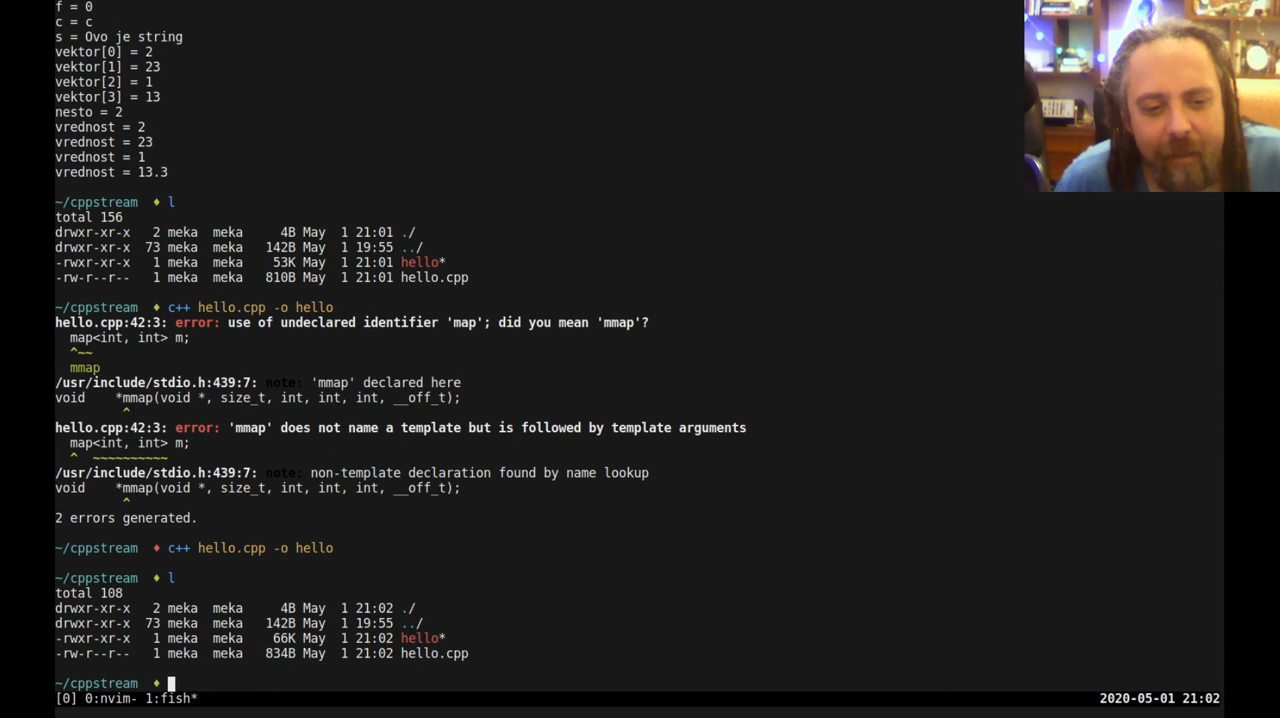 f = 0
c = c
s = Ovo je string
vektor[0] = 2
vektor[1] = 23
vektor[2] = 1
vektor[3] = 13
nesto = 2
vrednost = 2
vrednost = 23
vrednost = 1
vrednost = 13.3
~/cppstream ♦ l
total 156
drwxr-xr-x 2 meka meka 4B May 1 21:01 ./
drwxr-xr-x 73 meka meka 142B May 1 19:55 ../
-rwxr-xr-x 1 meka meka 53K May 1 21:01 hello*
-rw-r--r-- 1 meka meka 810B May 1 21:01 hello.cpp
~/cppstream ♦ c++ hello.cpp -o hello
hello.cpp:42:3: error: use of undeclared identifier 'map'; did you mean 'mmap'?
map<int, int> m;
^~~
mmap
/usr/include/stdio.h:439:7: note: 'mmap' declared here
void *mmap(void *, size_t, int, int, int, __off_t);
^
hello.cpp:42:3: error: 'mmap' does not name a template but is followed by template arguments
map<int, int> m;
^ ~~~~~~~~~~
/usr/include/stdio.h:439:7: note: non-template declaration found by name lookup
void *mmap(void *, size_t, int, int, int, __off_t);
^
2 errors generated.
~/cppstream ♦ c++ hello.cpp -o hello
~/cppstream ♦ l
total 108
drwxr-xr-x 2 meka meka 4B May 1 21:02 ./
drwxr-xr-x 73 meka meka 142B May 1 19:55 ../
-rwxr-xr-x 1 meka meka 66K May 1 21:02 hello*
-rw-r--r-- 1 meka meka 834B May 1 21:02 hello.cpp
~/cppstream ♦
[0] 0:nvim- 1:fish* 2020-05-01 21:02